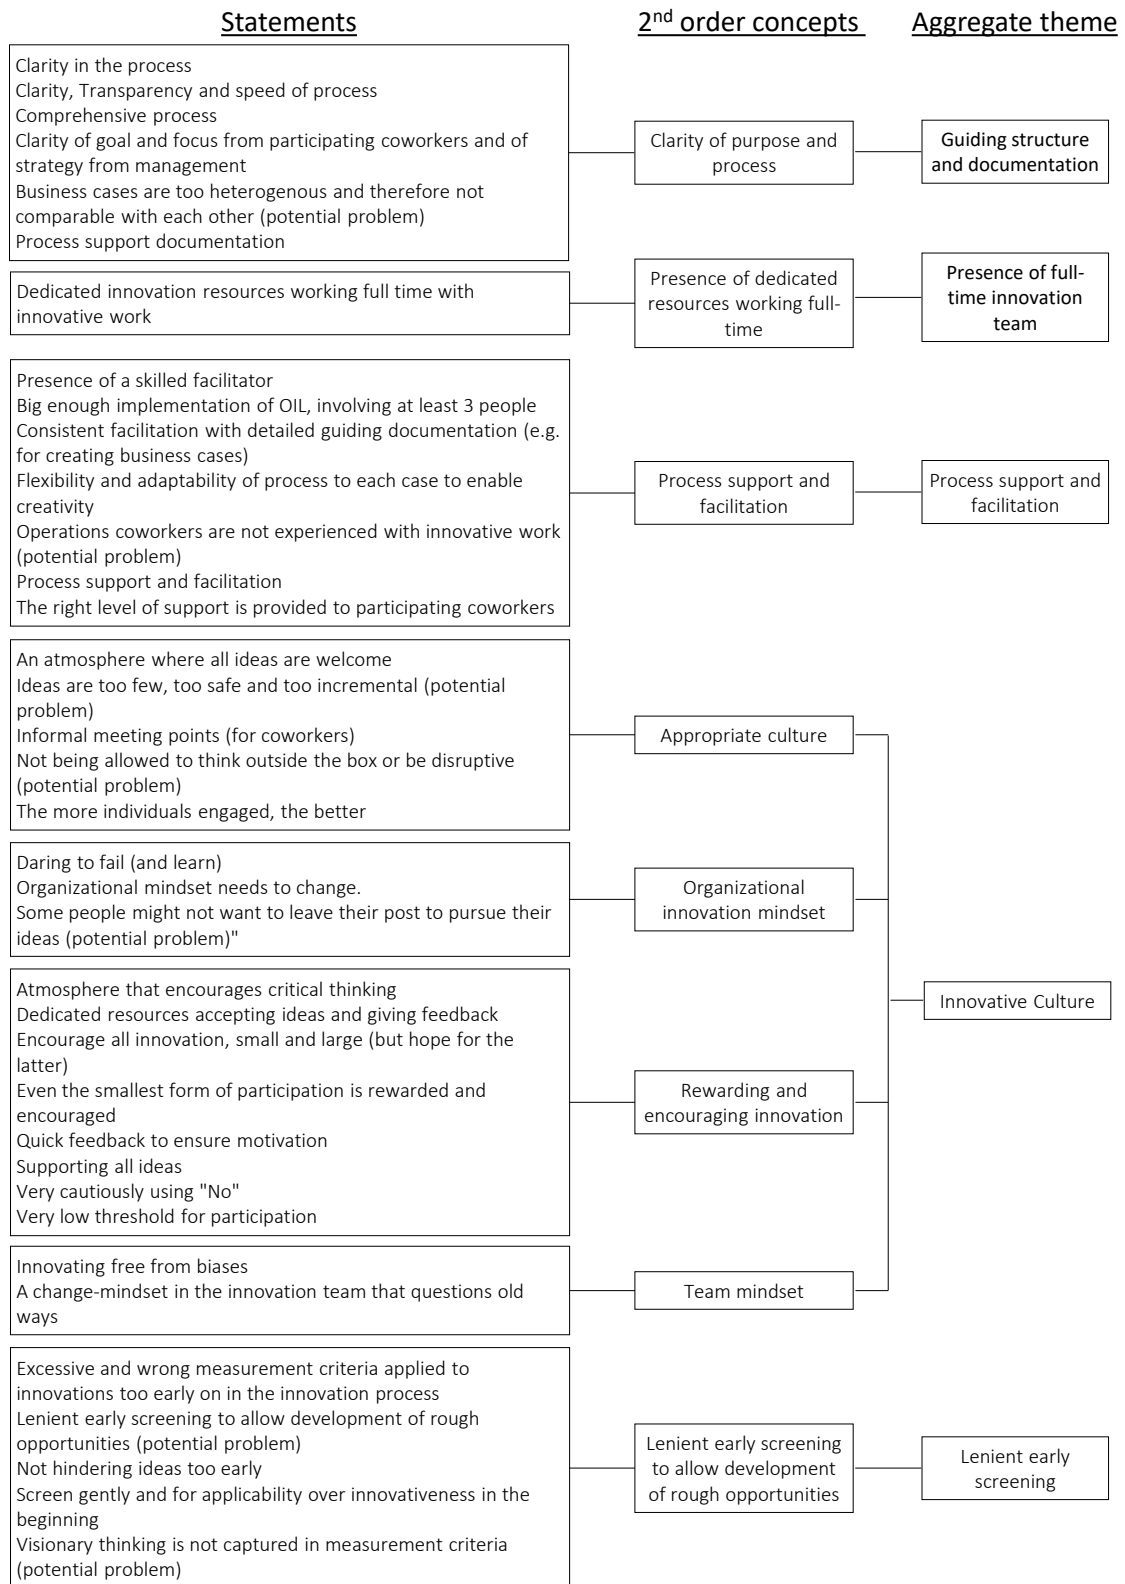 Statements
2nd order concepts
Aggregate theme
Clarity in the process
Clarity, Transparency and speed of process
Comprehensive process
Clarity of goal and focus from participating coworkers and of
strategy from management
Business cases are too heterogenous and therefore not
comparable with each other (potential problem)
Process support documentation
Clarity of purpose and
process
Guiding structure
and documentation
Dedicated innovation resources working full time with
innovative work
Presence of dedicated
resources working full-
time
Presence of full-
time innovation
team
Presence of a skilled facilitator
Big enough implementation of OIL, involving at least 3 people
Consistent facilitation with detailed guiding documentation (e.g.
for creating business cases)
Flexibility and adaptability of process to each case to enable
creativity
Operations coworkers are not experienced with innovative work
(potential problem)
Process support and facilitation
The right level of support is provided to participating coworkers
Process support and
facilitation
Process support and
facilitation
An atmosphere where all ideas are welcome
Ideas are too few, too safe and too incremental (potential
problem)
Informal meeting points (for coworkers)
Not being allowed to think outside the box or be disruptive
(potential problem)
The more individuals engaged, the better
Appropriate culture
Daring to fail (and learn)
Organizational mindset needs to change.
Some people might not want to leave their post to pursue their
ideas (potential problem)"
Organizational
innovation mindset
Atmosphere that encourages critical thinking
Dedicated resources accepting ideas and giving feedback
Encourage all innovation, small and large (but hope for the
latter)
Even the smallest form of participation is rewarded and
encouraged
Quick feedback to ensure motivation
Supporting all ideas
Very cautiously using "No"
Very low threshold for participation
Rewarding and
encouraging innovation
Innovative Culture
Innovating free from biases
A change-mindset in the innovation team that questions old
ways
Team mindset
Excessive and wrong measurement criteria applied to
innovations too early on in the innovation process
Lenient early screening to allow development of rough
opportunities (potential problem)
Not hindering ideas too early
Screen gently and for applicability over innovativeness in the
beginning
Visionary thinking is not captured in measurement criteria
(potential problem)
Lenient early screening
to allow development
of rough opportunities
Lenient early
screening